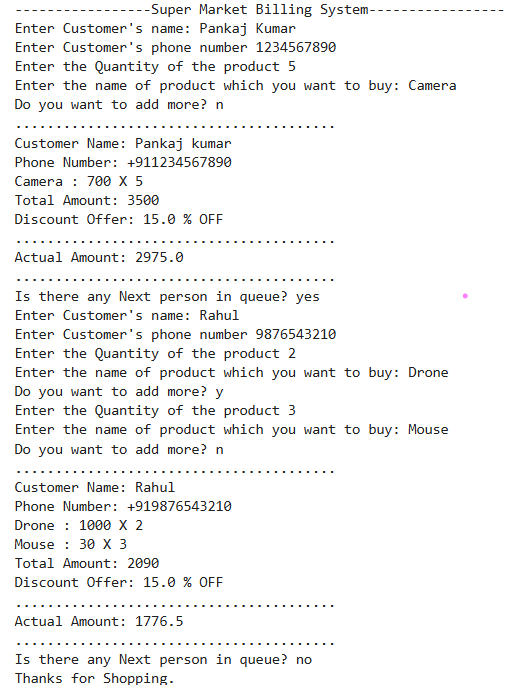 -----------------Super Market Billing System-----------------
Enter Customer's name: Pankaj Kumar
Enter Customer's phone number 1234567890
Enter the Quantity of the product 5
Enter the name of product which you want to buy: Camera
Do you want to add more? n
........................................
Customer Name: Pankaj kumar
Phone Number: +911234567890
Camera : 700 X 5
Total Amount: 3500
Discount Offer: 15.0 % OFF
........................................
Actual Amount: 2975.0
........................................
Is there any Next person in queue? yes
Enter Customer's name: Rahul
Enter Customer's phone number 9876543210
Enter the Quantity of the product 2
Enter the name of product which you want to buy: Drone
Do you want to add more? y
Enter the Quantity of the product 3
Enter the name of product which you want to buy: Mouse
Do you want to add more? n
........................................
Customer Name: Rahul
Phone Number: +919876543210
Drone : 1000 X 2
Mouse : 30 X 3
Total Amount: 2090
Discount Offer: 15.0 % OFF
........................................
Actual Amount: 1776.5
........................................
Is there any Next person in queue? no
Thanks for Shopping.